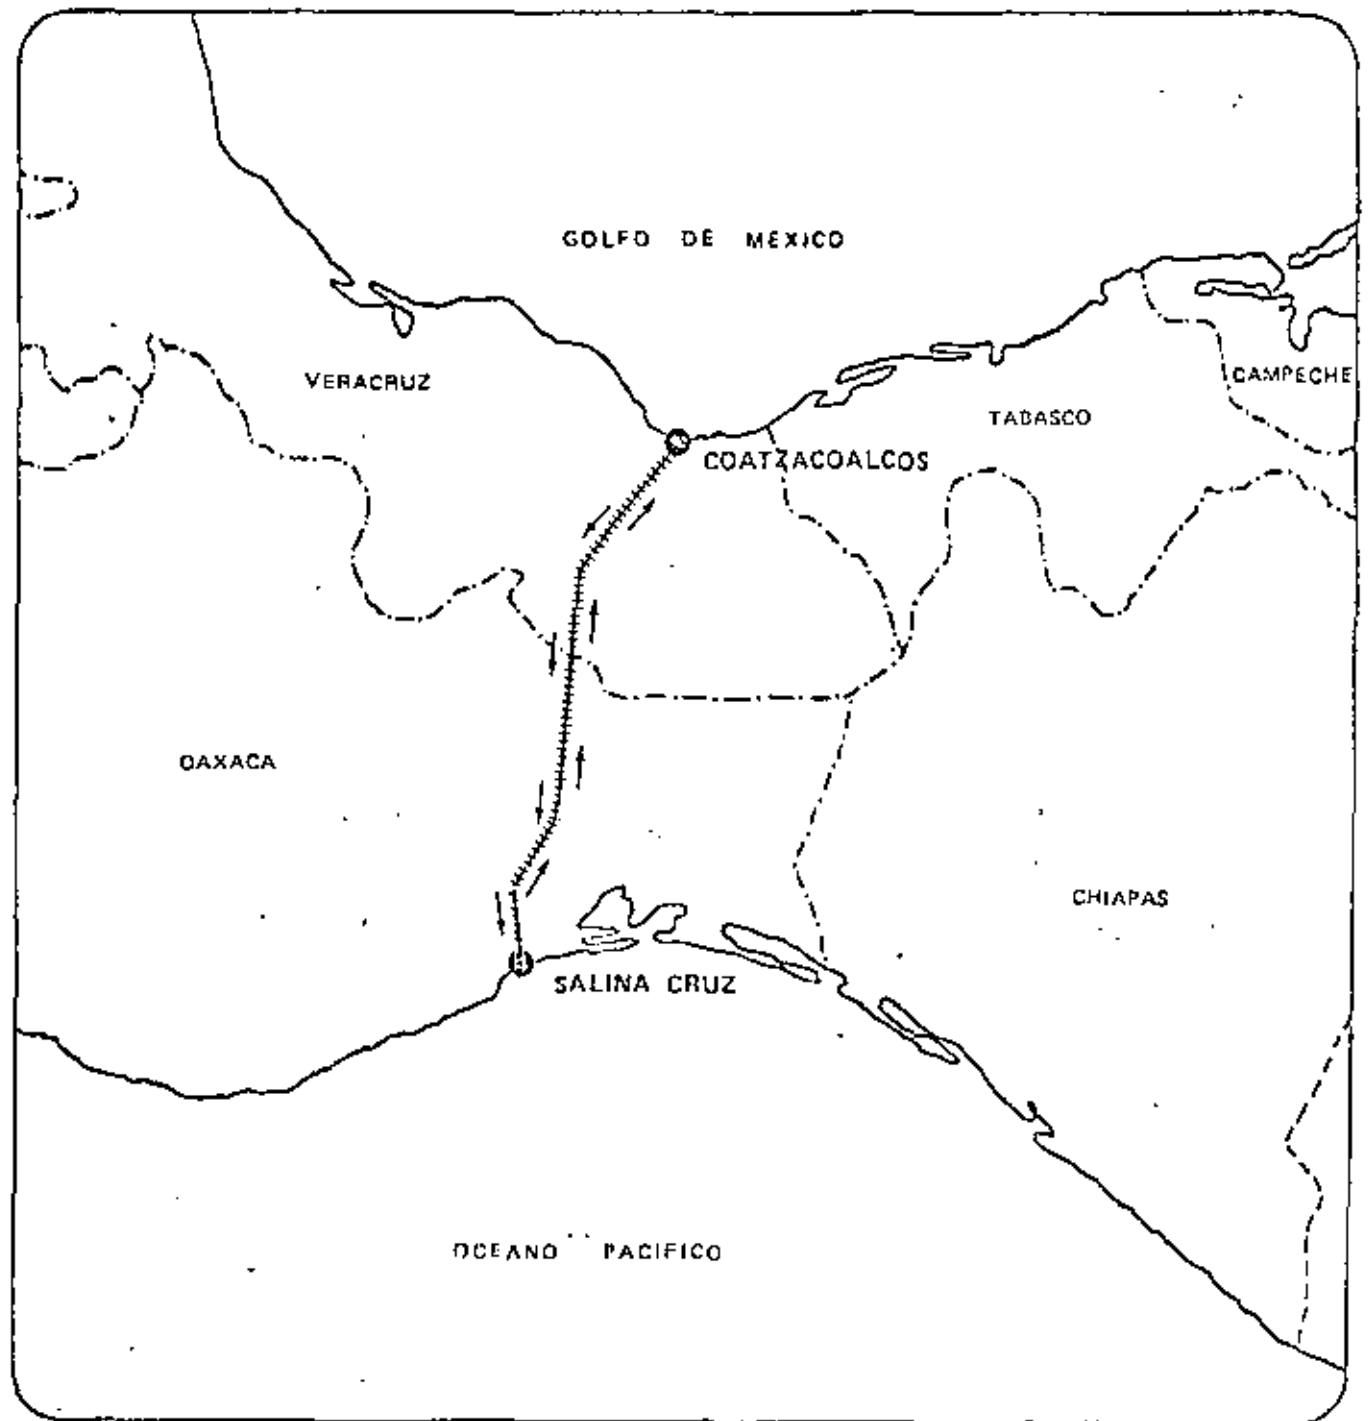 GOLFO DE MEXICO
CAMPECHE
VERACRUZ
TABASCO
COATZACOALCOS
OAXACA
CHIAPAS
SALINA CRUZ
OCEANO PACIFICO